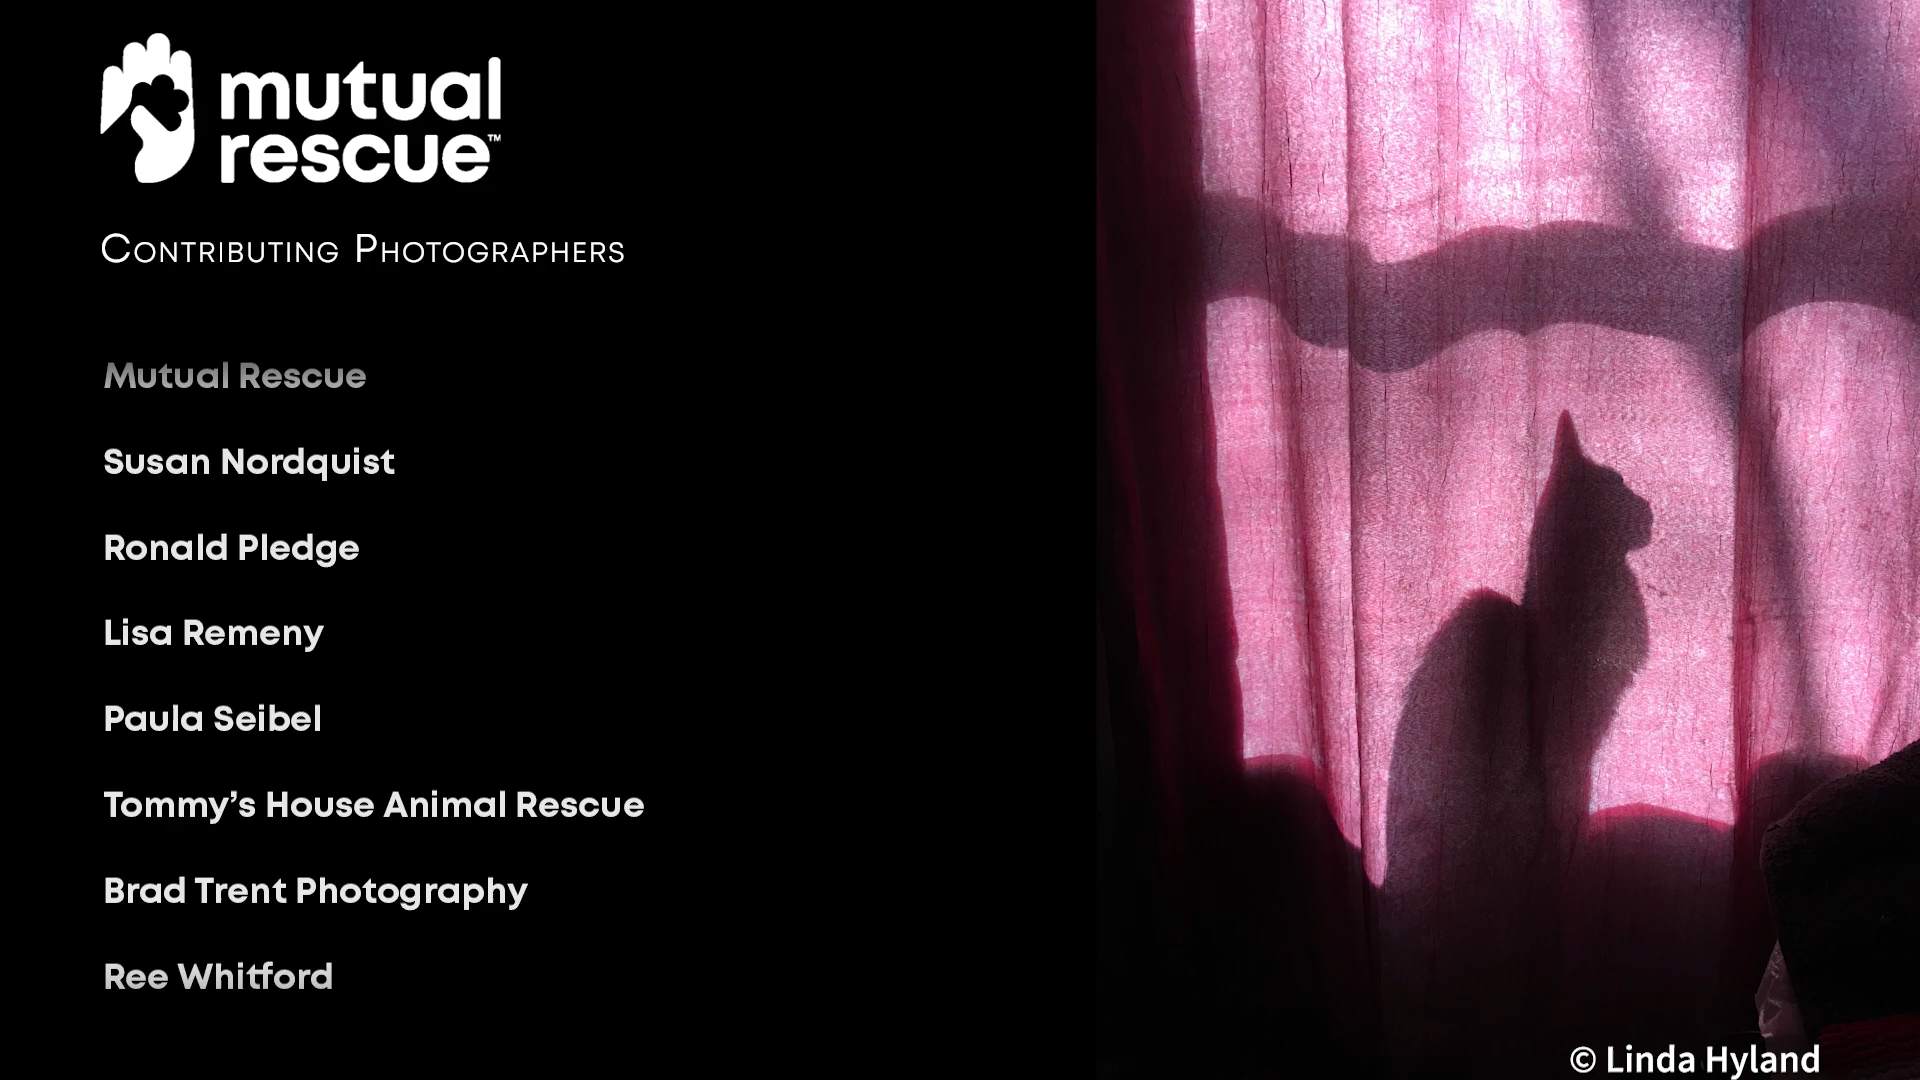 mutual
rescue™
Contributing Photographers
Mutual Rescue
Susan Nordquist
Ronald Pledge
Lisa Remeny
Paula Seibel
Tommy’s House Animal Rescue
Brad Trent Photography
Ree Whitford
© Linda Hyland